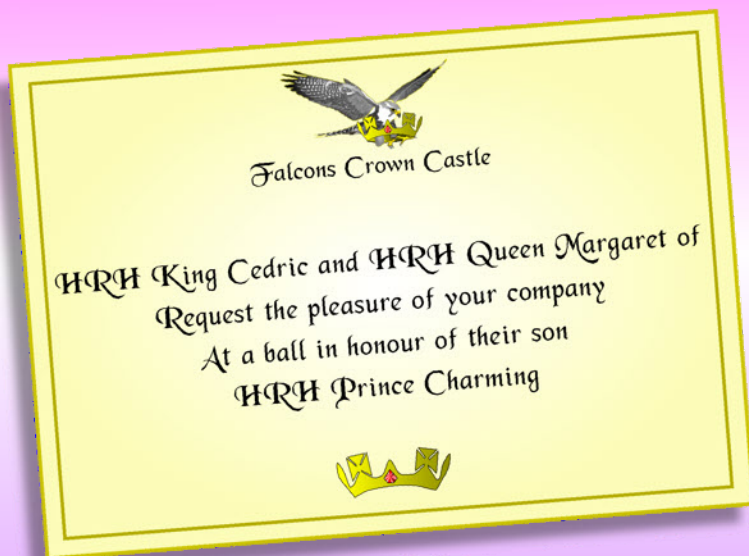 Falcons Crown Castle
HRH King Cedric and HRH Queen Margaret of
Request the pleasure of your company
At a ball in honour of their son
HRH Prince Charming